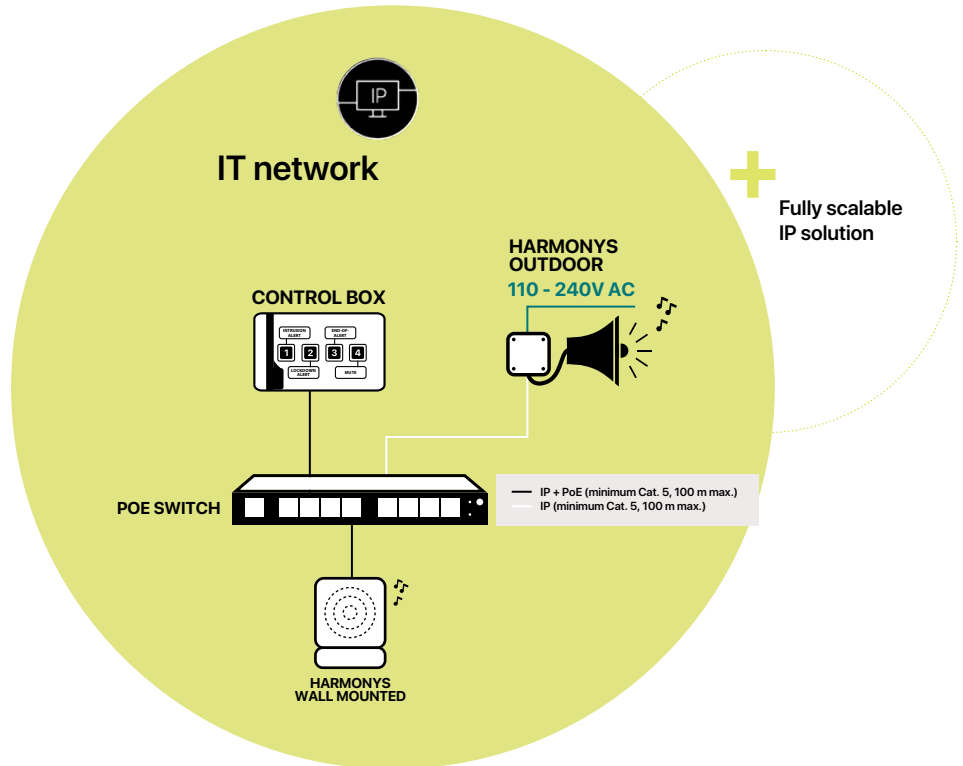 IP
IT network
Fully scalable
IP solution
HARMONYS
OUTDOOR
110 - 240V AC
CONTROL BOX
INTRUSION
ALERT
END-OF-
ALERT
1
2
3
4
LOCKDOWN
ALERT
MUTE
POE SWITCH
IP + PoE (minimum Cat. 5, 100 m max.)
IP (minimum Cat. 5, 100 m max.)
HARMONYS
WALL MOUNTED